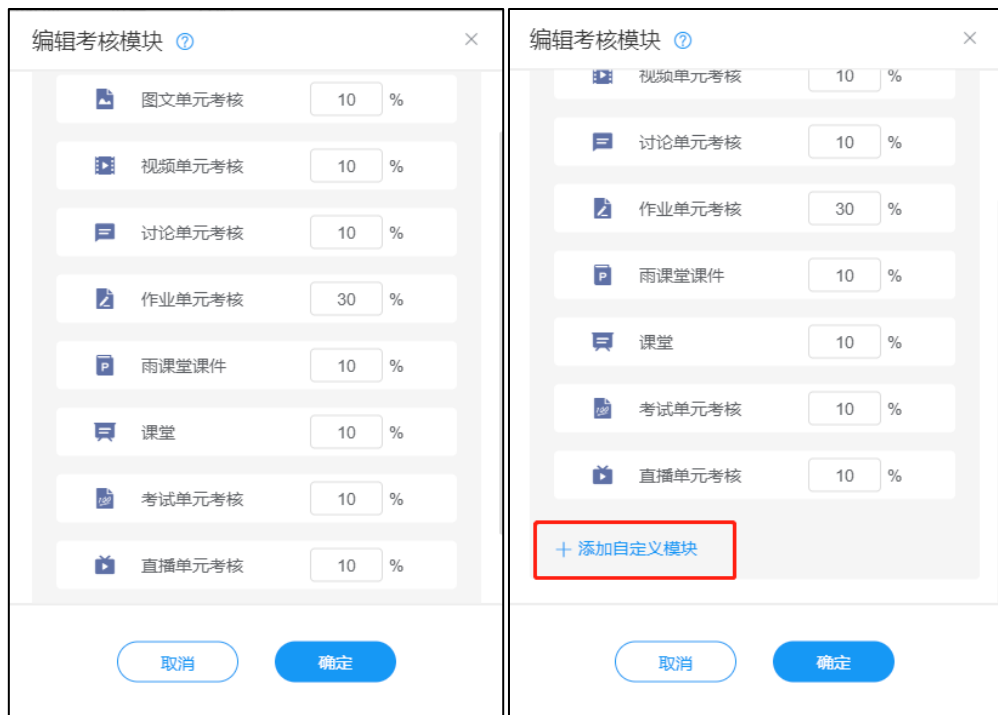 编辑考核模块 ?
图文单元考核 10 %
视频单元考核 10 %
讨论单元考核 10 %
作业单元考核 30 %
雨课堂课件 10 %
课堂 10 %
考试单元考核 10 %
直播单元考核 10 %
取消 确定
编辑考核模块 ?
视频单元考核 10 %
讨论单元考核 10 %
作业单元考核 30 %
雨课堂课件 10 %
课堂 10 %
考试单元考核 10 %
直播单元考核 10 %
+ 添加自定义模块
取消 确定